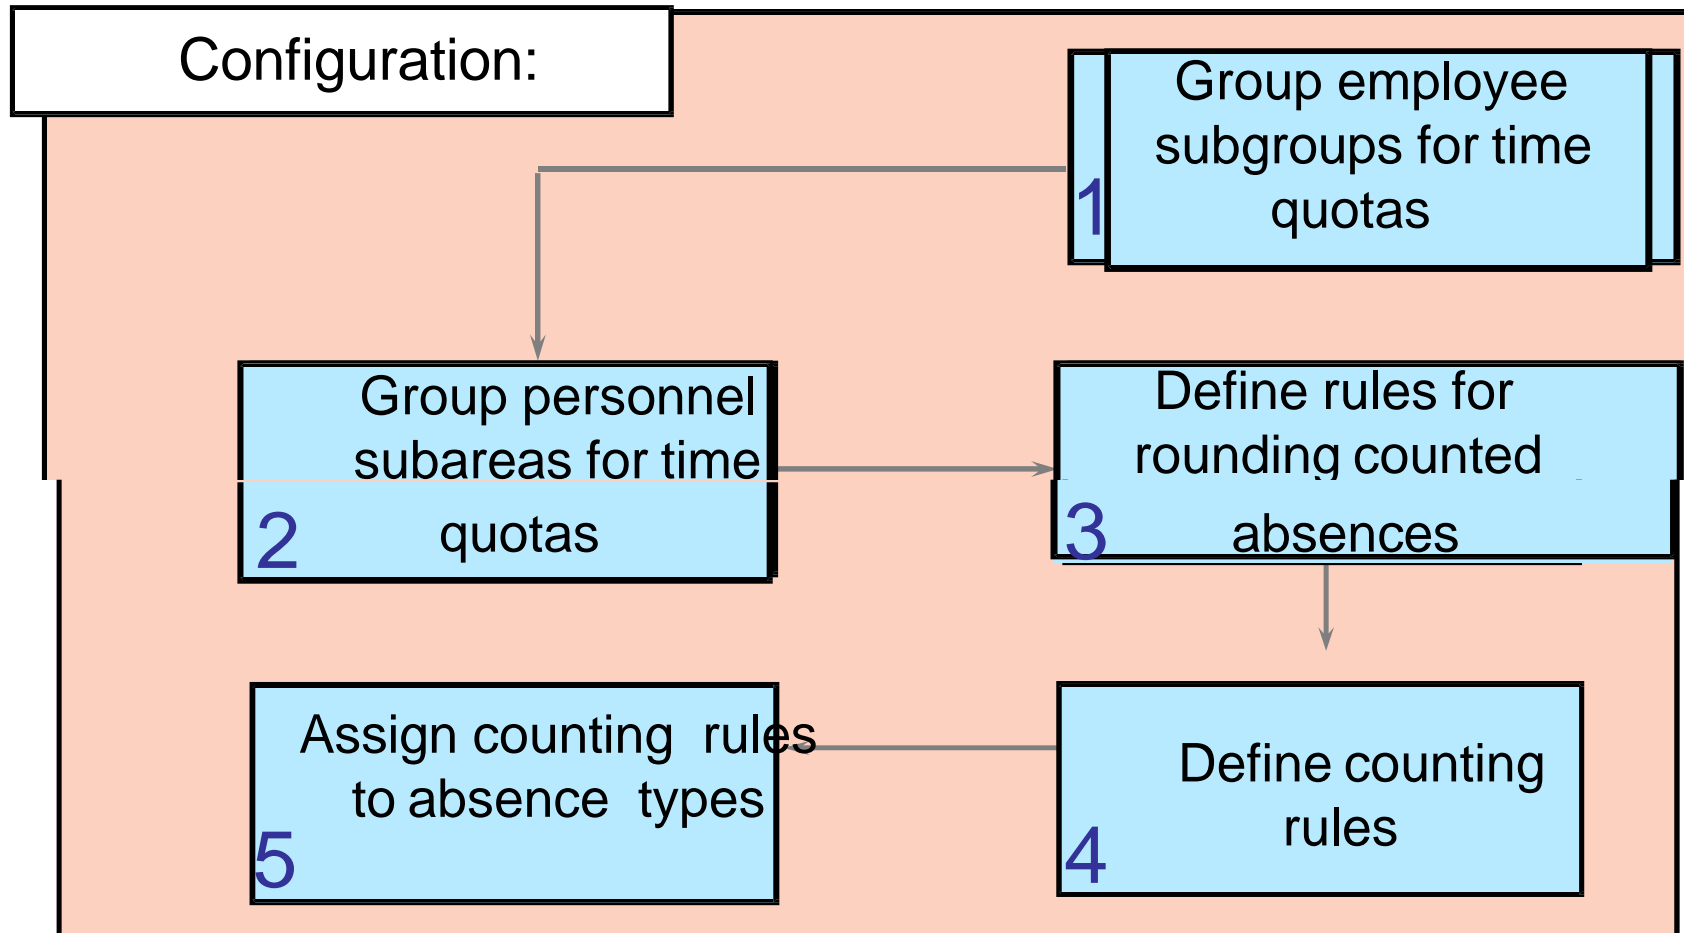 Configuration:
Group employee
subgroups for time
quotas
1
Group personnel
subareas for time
quotas
2
Define rules for
rounding counted
absences
3
Define counting
rules
4
Assign counting rules
to absence types
5